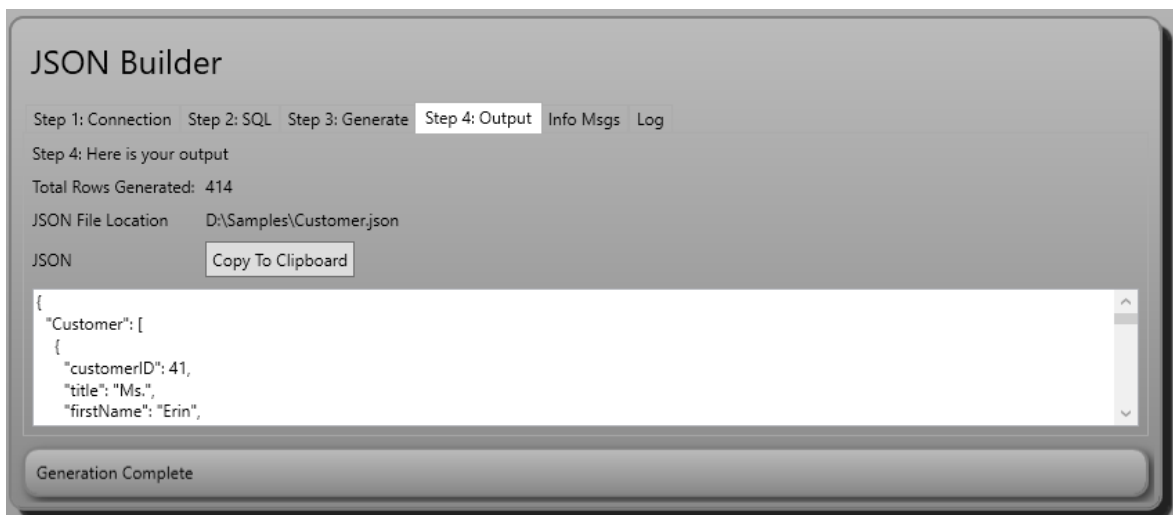 JSON Builder
Step 1: Connection Step 2: SQL Step 3: Generate Step 4: Output Info Msgs Log
Step 4: Here is your output
Total Rows Generated: 414
JSON File Location D:\Samples\Customer.json
JSON Copy To Clipboard
{
"Customer": [
{
"customerID": 41,
"title": "Ms.",
"firstName": "Erin",
Generation Complete